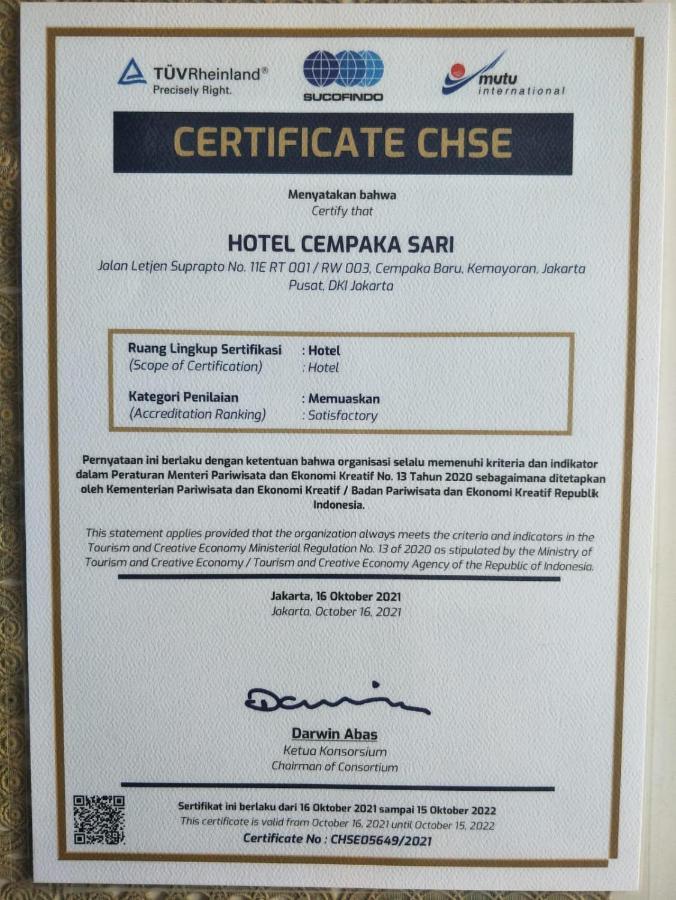 TÜVRheinland®
Precisely Right.
SUCOFINDO
mutu
international
CERTIFICATE CHSE
Menyatakan bahwa
Certify that
HOTEL CEMPAKA SARI
Jalan Letjen Suprapto No. 11E RT 001 / RW 003, Cempaka Baru, Kemayoran, Jakarta
Pusat, DKI Jakarta
Ruang Lingkup Sertifikasi : Hotel
(Scope of Certification) : Hotel
Kategori Penilaian : Memuaskan
(Accreditation Ranking) : Satisfactory
Pernyataan ini berlaku dengan ketentuan bahwa organisasi selalu memenuhi kriteria dan indikator
dalam Peraturan Menteri Pariwisata dan Ekonomi Kreatif No. 13 Tahun 2020 sebagaimana ditetapkan
oleh Kementerian Pariwisata dan Ekonomi Kreatif / Badan Pariwisata dan Ekonomi Kreatif Republik
Indonesia.
This statement applies provided that the organization always meets the criteria and indicators in the
Tourism and Creative Economy Ministerial Regulation No. 13 of 2020 as stipulated by the Ministry of
Tourism and Creative Economy / Tourism and Creative Economy Agency of the Republic of Indonesia.
Jakarta, 16 Oktober 2021
Jakarta, October 16, 2021
Darwin
Darwin Abas
Ketua Konsorsium
Chairman of Consortium
Sertifikat ini berlaku dari 16 Oktober 2021 sampai 15 Oktober 2022
This certificate is valid from October 16, 2021 until October 15, 2022
Certificate No : CHSE05649/2021